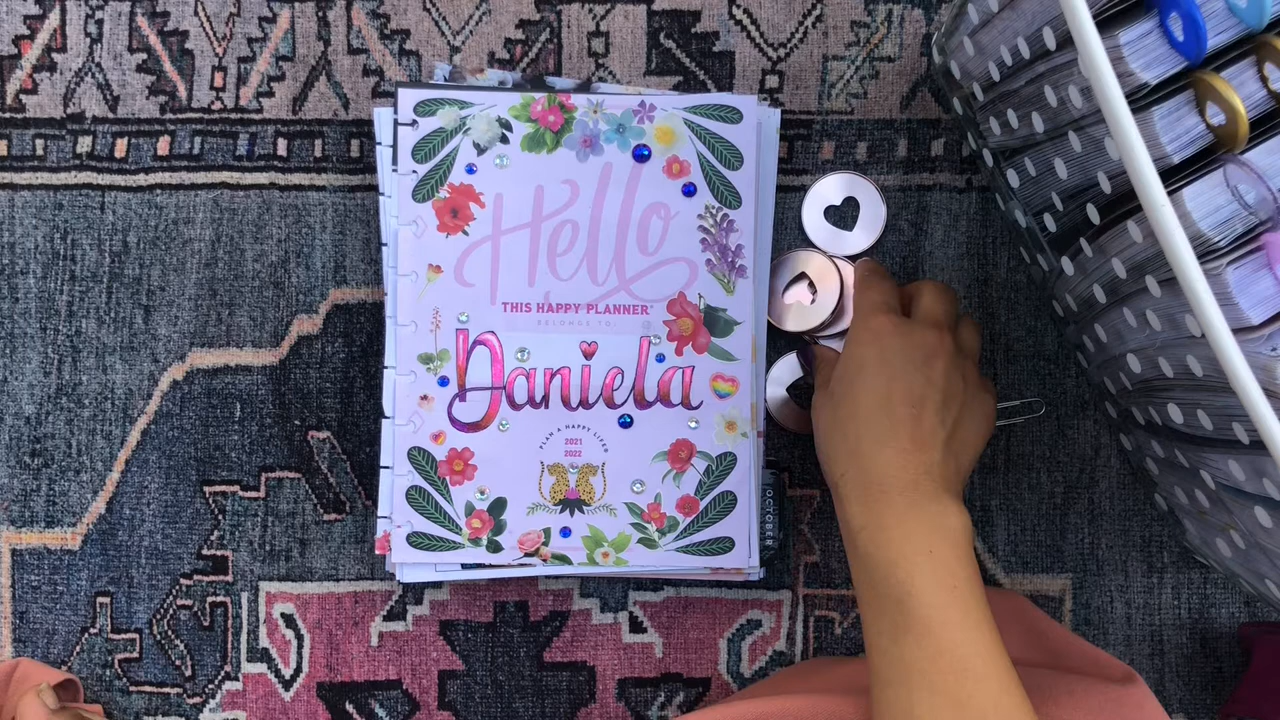 Hello
THIS HAPPY PLANNER®
BELONGS TO:
Daniela
PLAN A HAPPY LIFE®
2021
2022
OCTOBER